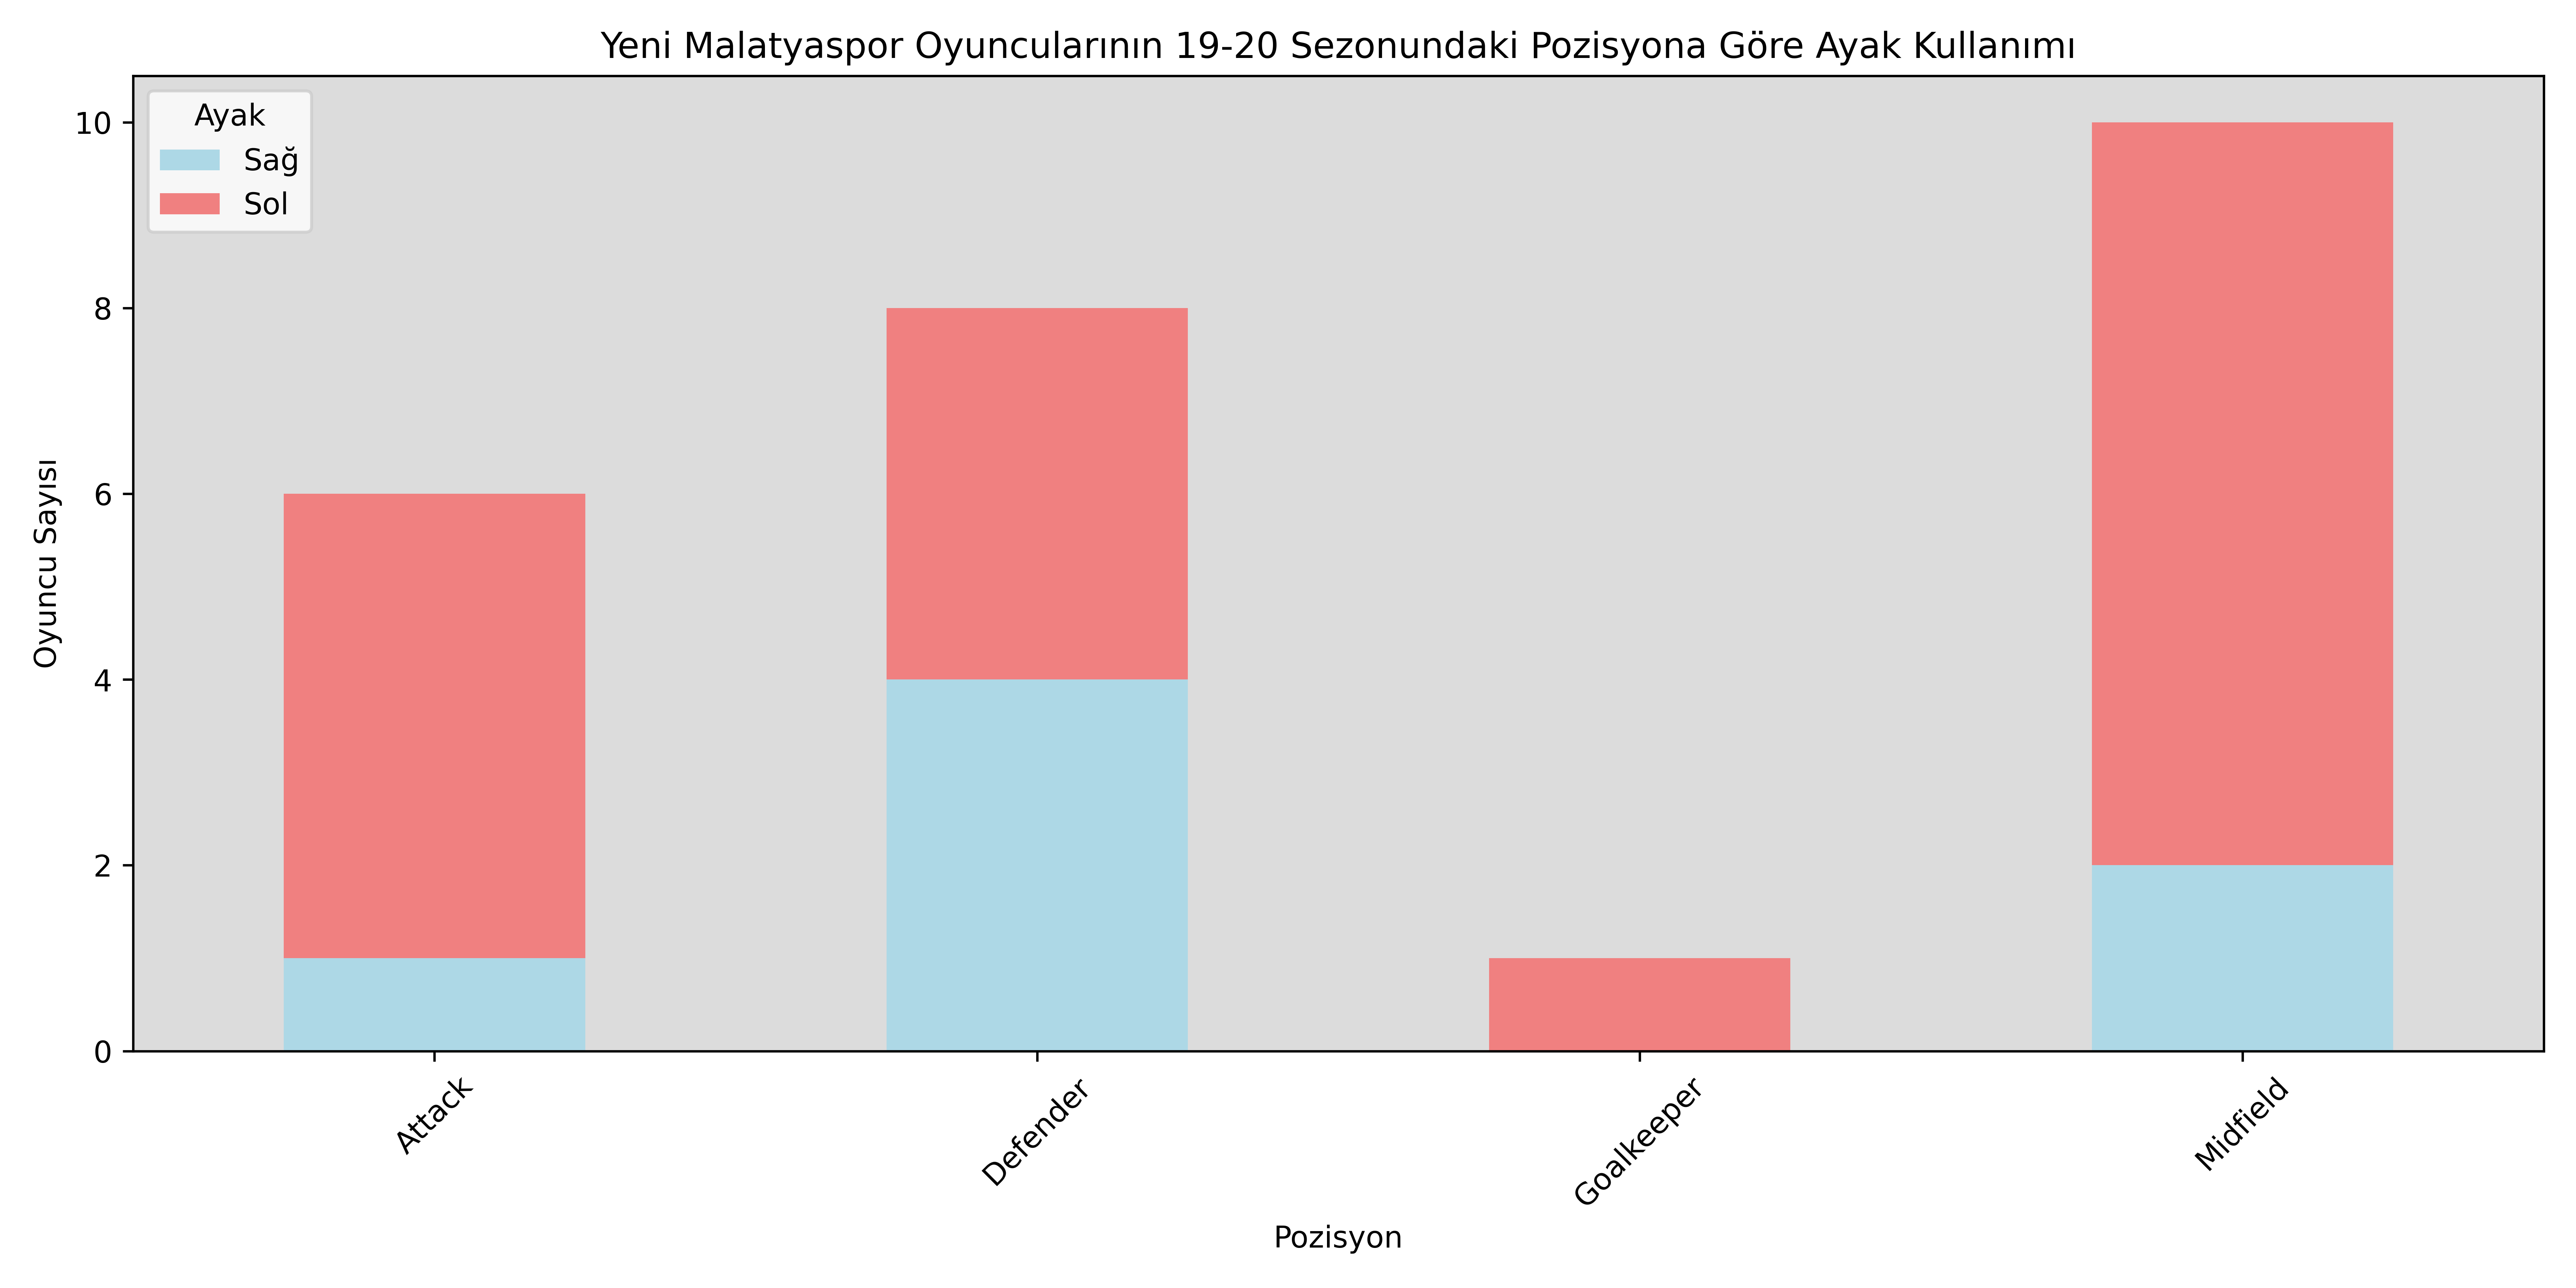 Yeni Malatyaspor Oyuncularının 19-20 Sezonundaki Pozisyona Göre Ayak Kullanımı
Ayak
Sağ
Sol
Oyuncu Sayısı
10
8
6
4
2
0
Attack
Defender
Goalkeeper
Midfield
Pozisyon